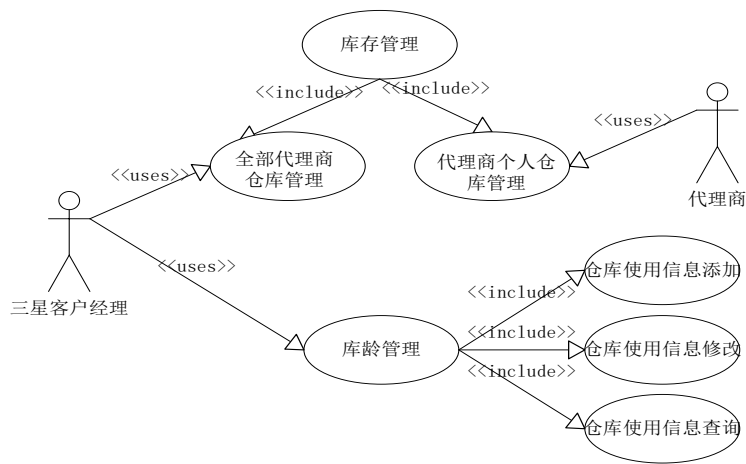 库存管理
<<include>>
<<include>>
<<uses>>
全部代理商
仓库管理
代理商个人仓
库管理
<<uses>>
代理商
<<uses>>
三星客户经理
仓库使用信息添加
<<include>>
<<include>>
库龄管理
仓库使用信息修改
<<include>>
仓库使用信息查询